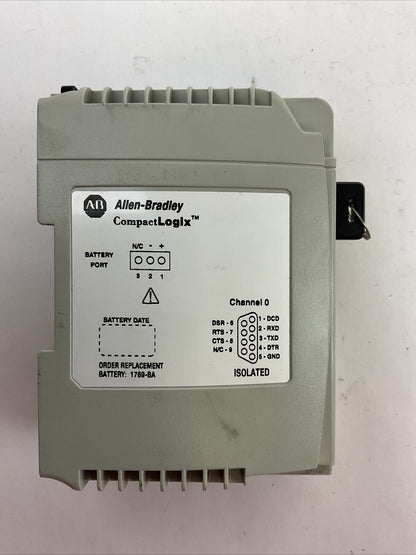 AB Allen-Bradley
CompactLogix™
N/C - +
BATTERY PORT
3 2 1
BATTERY DATE
ORDER REPLACEMENT
BATTERY: 1769-BA
Channel 0
1 - DCD
DSR - 6
2 - RXD
RTS - 7
3 - TXD
CTS - 8
4 - DTR
N/C - 9
5 - GND
ISOLATED